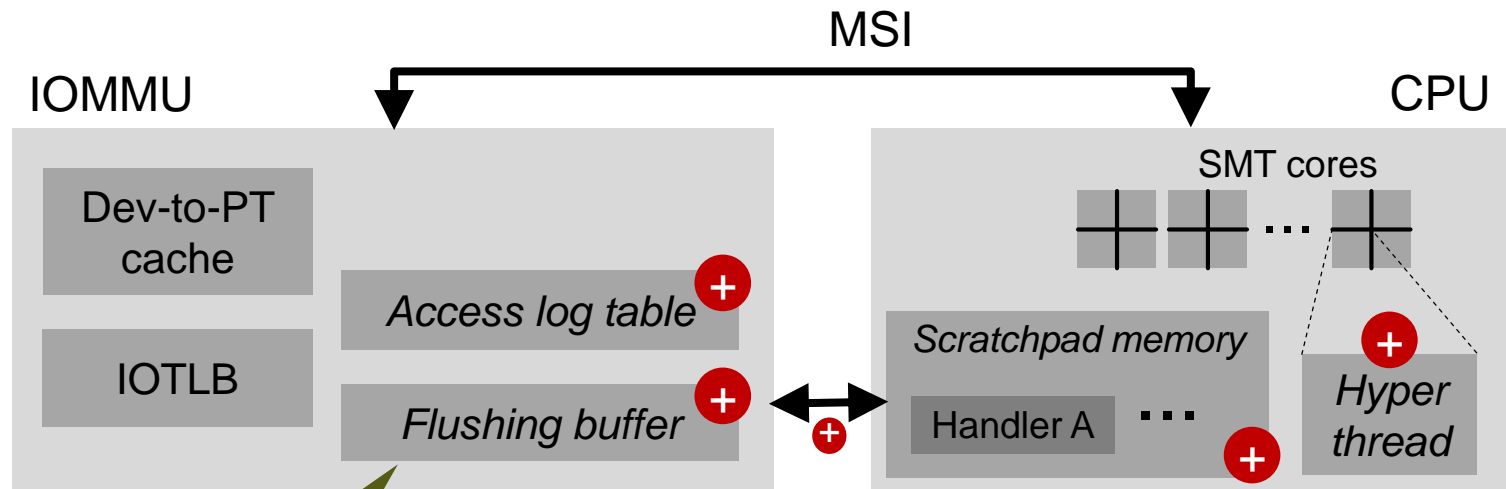 MSI
IOMMU
CPU
SMT cores
Dev-to-PT
cache
...
+
Access log table
IOTLB
+
Flushing buffer
+
Scratchpad memory
Handler A
...
+
+
Hyper
thread